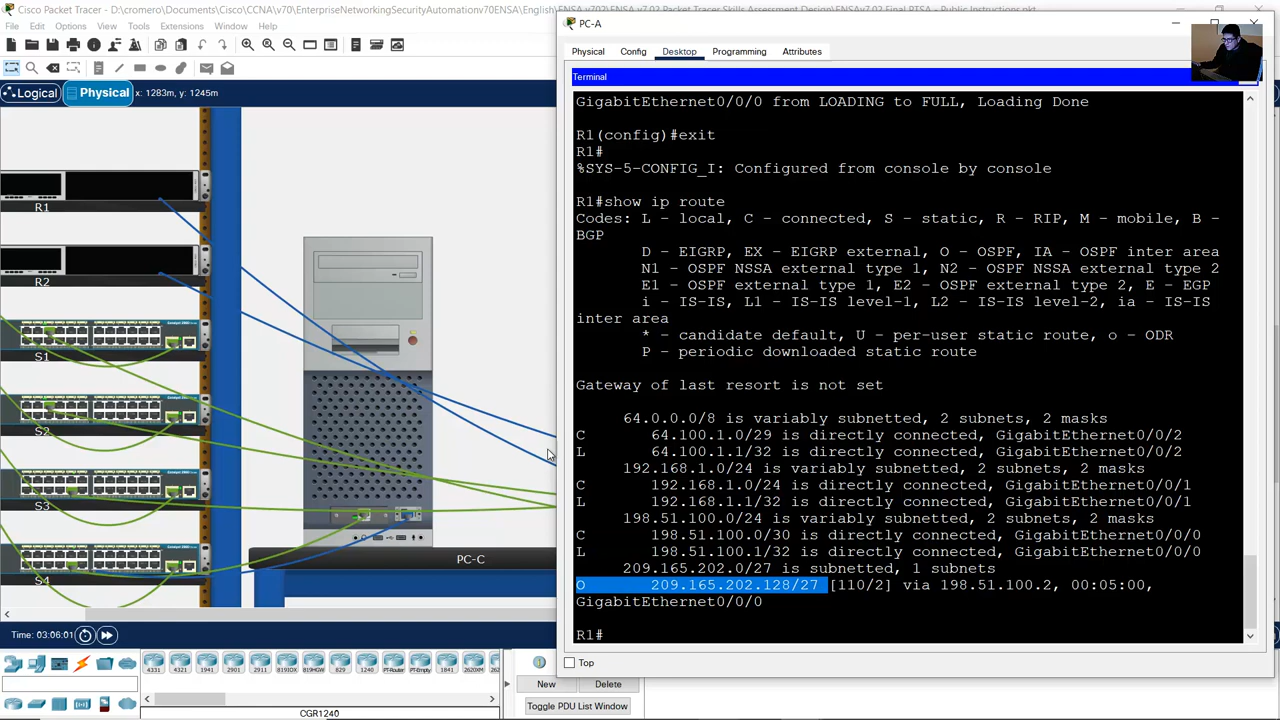 Cisco Packet Tracer - D:\cromero\Documents\Cisco\CCNA\v70\EnterpriseNetworkingSecurityAutomationv70ENSA\English\ENSA v7.02 Packet Tracer Skills Assessment Design\ENSAv7.02 Final PTSA - Public Instructions.pkt
PC-A
File Edit Options View Tools Extensions Window Help
Physical Config Desktop Programming Attributes
Terminal
Logical Physical x: 1283m, y: 1245m
GigabitEthernet0/0/0 from LOADING to FULL, Loading Done
R1(config)#exit
R1#
%SYS-5-CONFIG_I: Configured from console by console
R1#show ip route
Codes: L - local, C - connected, S - static, R - RIP, M - mobile, B -
BGP
D - EIGRP, EX - EIGRP external, O - OSPF, IA - OSPF inter area
N1 - OSPF NSSA external type 1, N2 - OSPF NSSA external type 2
E1 - OSPF external type 1, E2 - OSPF external type 2, E - EGP
i - IS-IS, L1 - IS-IS level-1, L2 - IS-IS level-2, ia - IS-IS
inter area
* - candidate default, U - per-user static route, o - ODR
P - periodic downloaded static route
Gateway of last resort is not set
64.0.0.0/8 is variably subnetted, 2 subnets, 2 masks
C 64.100.1.0/29 is directly connected, GigabitEthernet0/0/2
L 64.100.1.1/32 is directly connected, GigabitEthernet0/0/2
192.168.1.0/24 is variably subnetted, 2 subnets, 2 masks
C 192.168.1.0/24 is directly connected, GigabitEthernet0/0/1
L 192.168.1.1/32 is directly connected, GigabitEthernet0/0/1
198.51.100.0/24 is variably subnetted, 2 subnets, 2 masks
C 198.51.100.0/30 is directly connected, GigabitEthernet0/0/0
L 198.51.100.1/32 is directly connected, GigabitEthernet0/0/0
209.165.202.0/27 is subnetted, 1 subnets
O 209.165.202.128/27 [110/2] via 198.51.100.2, 00:05:00,
GigabitEthernet0/0/0
R1#
Top
R1
R2
S1
S2
S3
S4
PC-C
Time: 03:06:01
4331 4321 1941 2901 2911 819IOX 819HGW 829 1240 PT-Router PT-Empty 1841 2620XM
CGR1240
New Delete
Toggle PDU List Window